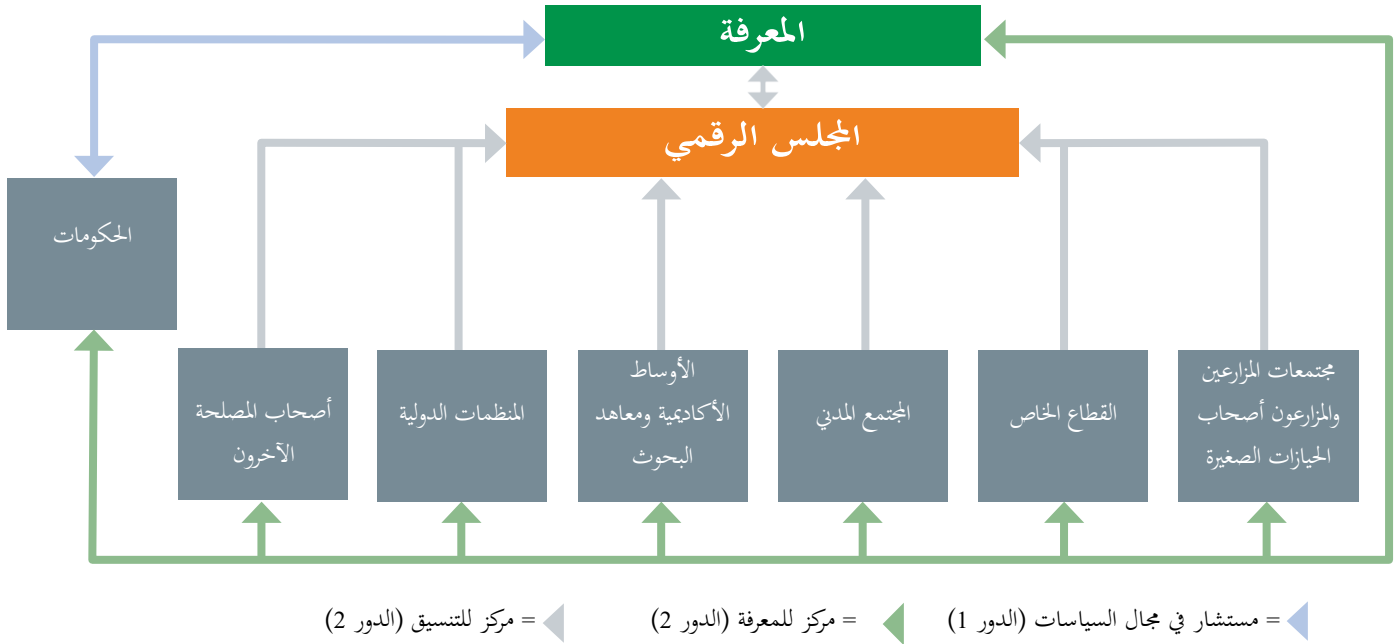 المعرفة
المجلس الرقمي
الحكومات
مجتمعات المزارعين
والمزارعون أصحاب
الحيازات الصغيرة
القطاع الخاص
المجتمع المدني
الأوساط
الأكاديمية ومعاهد
البحوث
المنظمات الدولية
أصحاب المصلحة
الآخرون
= مستشار في مجال السياسات (الدور 1)
= مركز للمعرفة (الدور 2)
= مركز للتنسيق (الدور 2)